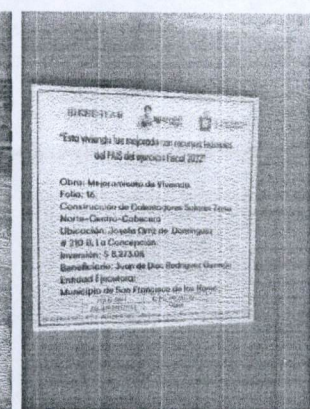 BIENESTAR
"Esta vivienda fue mejorada con recursos federales
del FAIS del ejercicio fiscal 2022"
Obra: Mejoramiento de Vivienda
Folio: 16
Construcción de Calentadores Solares Zona
Norte-Centro-Cabecera
Ubicación: Josefa Ortiz de Domínguez
# 210 B, La Concepción
Inversión: $ 8,273.06
Beneficiario: Juan de Dios Rodríguez
Entidad Ejecutora:
Municipio de San Francisco de los Romo